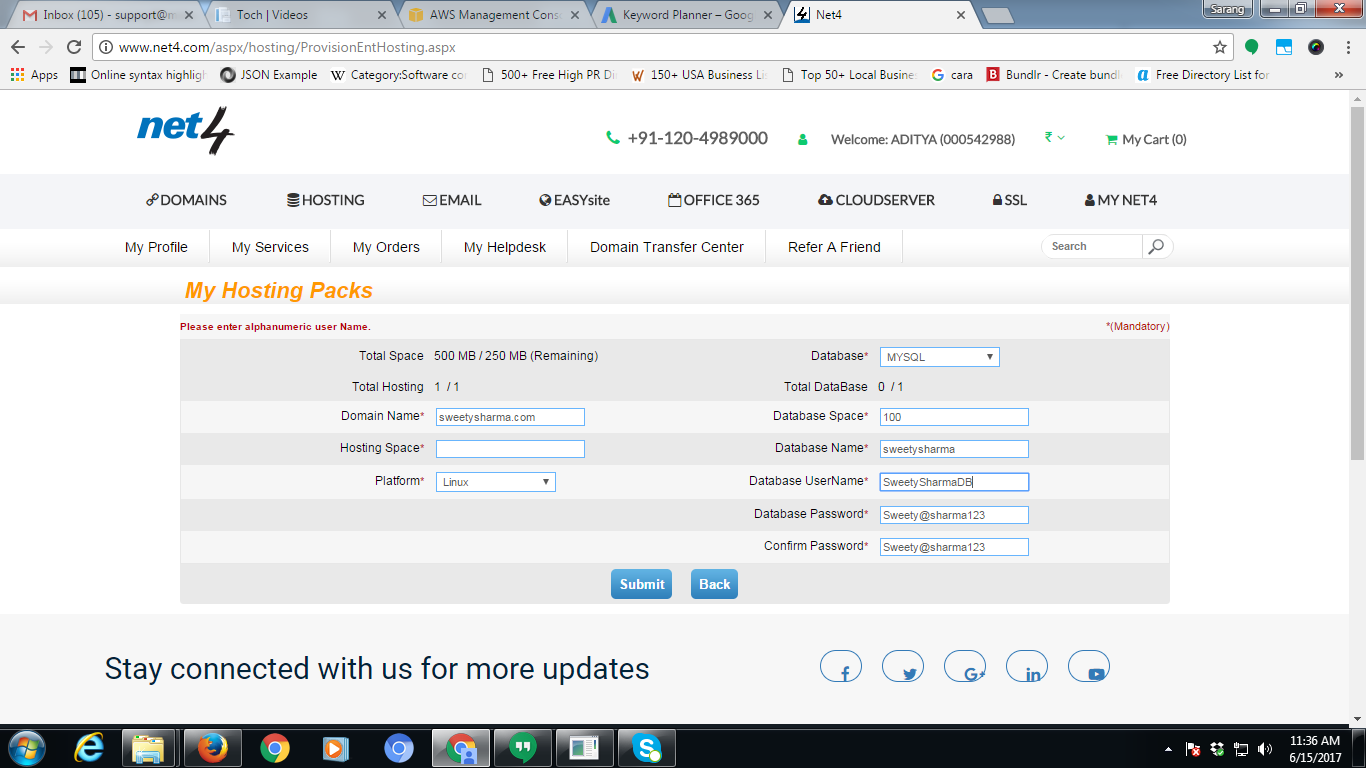 Inbox (105) - support@m
Toch | Videos
AWS Management Cons
Keyword Planner – Goog
Net4
Sarang
www.net4.com/aspx/hosting/ProvisionEntHosting.aspx
Apps
Online syntax highligh
JSON Example
Category:Software co
500+ Free High PR Di
150+ USA Business Lis
Top 50+ Local Busine
cara
Bundlr - Create bundl
Free Directory List for
»
net4
+91-120-4989000
Welcome: ADITYA (000542988)
₹
My Cart (0)
DOMAINS
HOSTING
EMAIL
EASYsite
OFFICE 365
CLOUDSERVER
SSL
MY NET4
My Profile
My Services
My Orders
My Helpdesk
Domain Transfer Center
Refer A Friend
Search
My Hosting Packs
Please enter alphanumeric user Name.
*(Mandatory)
Total Space 500 MB / 250 MB (Remaining)
Database* MYSQL
Total Hosting 1 / 1
Total DataBase 0 / 1
Domain Name* sweetysharma.com
Database Space* 100
Hosting Space*
Database Name* sweetysharma
Platform* Linux
Database UserName* SweetySharmaDB
Database Password* Sweety@sharma123
Confirm Password* Sweety@sharma123
Submit
Back
Stay connected with us for more updates
11:36 AM
6/15/2017